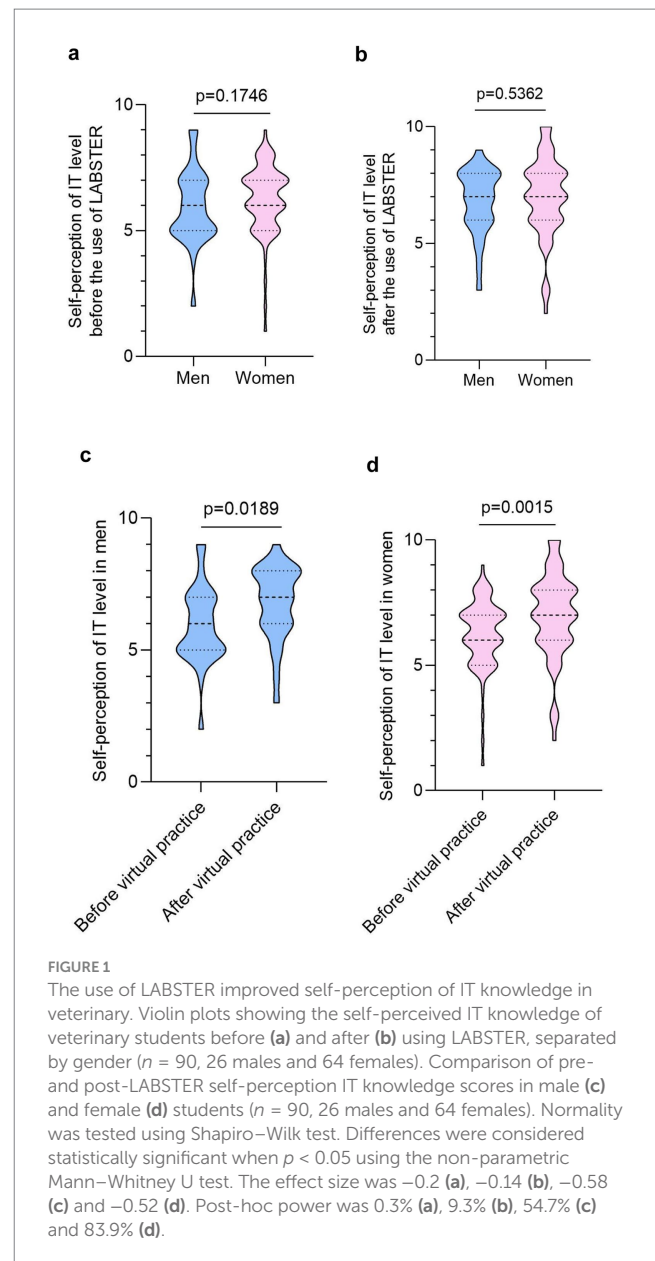 a
p=0.1746
10
5
0
Self-perception of IT level
before the use of LABSTER
Men
Women
b
p=0.5362
10
5
0
Self-perception of IT level
after the use of LABSTER
Men
Women
c
p=0.0189
10
5
0
Self-perception of IT level in men
Before virtual practice
After virtual practice
d
p=0.0015
10
5
0
Self-perception of IT level in women
Before virtual practice
After virtual practice
FIGURE 1
The use of LABSTER improved self-perception of IT knowledge in
veterinary. Violin plots showing the self-perceived IT knowledge of
veterinary students before (a) and after (b) using LABSTER, separated
by gender (n = 90, 26 males and 64 females). Comparison of pre-
and post-LABSTER self-perception IT knowledge scores in male (c)
and female (d) students (n = 90, 26 males and 64 females). Normality
was tested using Shapiro–Wilk test. Differences were considered
statistically significant when p < 0.05 using the non-parametric
Mann–Whitney U test. The effect size was −0.2 (a), −0.14 (b), −0.58
(c) and −0.52 (d). Post-hoc power was 0.3% (a), 9.3% (b), 54.7% (c)
and 83.9% (d).